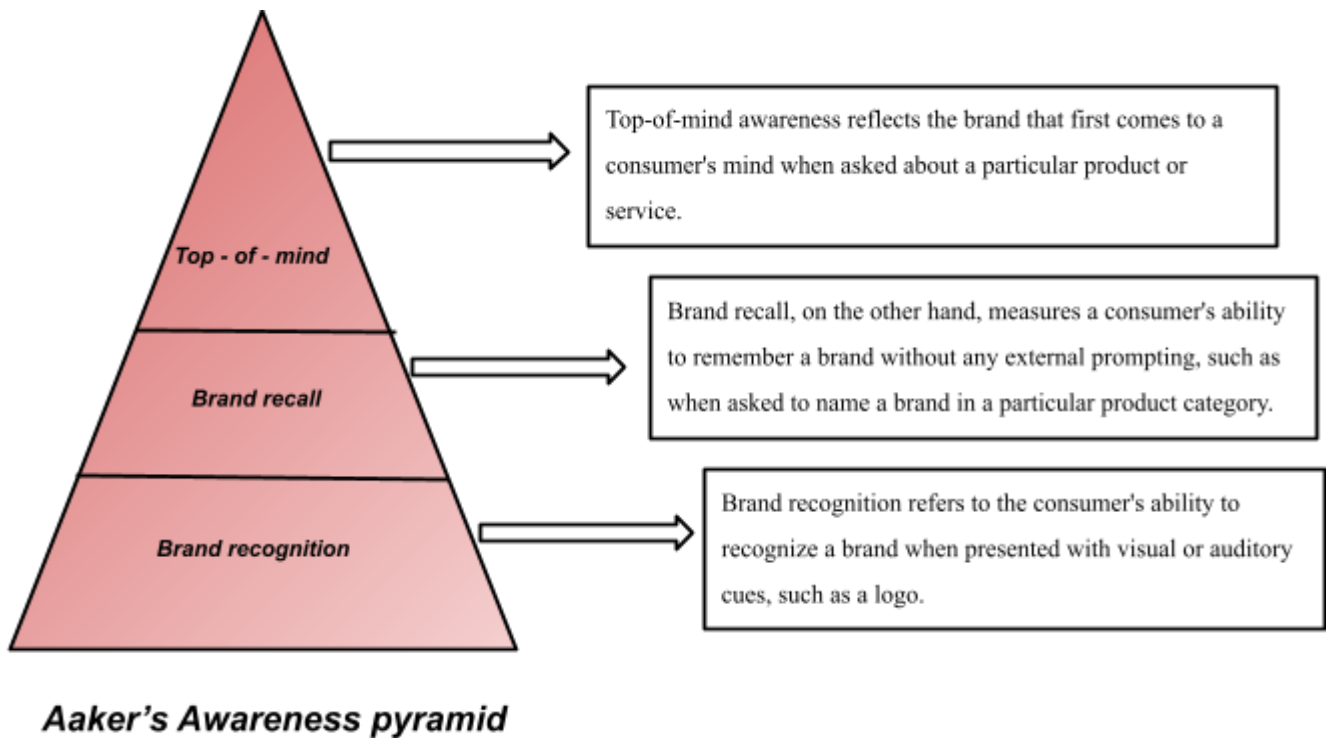 Top-of-mind awareness reflects the brand that first comes to a
consumer's mind when asked about a particular product or
service.
Top - of - mind
Brand recall, on the other hand, measures a consumer's ability
to remember a brand without any external prompting, such as
when asked to name a brand in a particular product category.
Brand recall
Brand recognition refers to the consumer's ability to
recognize a brand when presented with visual or auditory
cues, such as a logo.
Brand recognition
Aaker’s Awareness pyramid